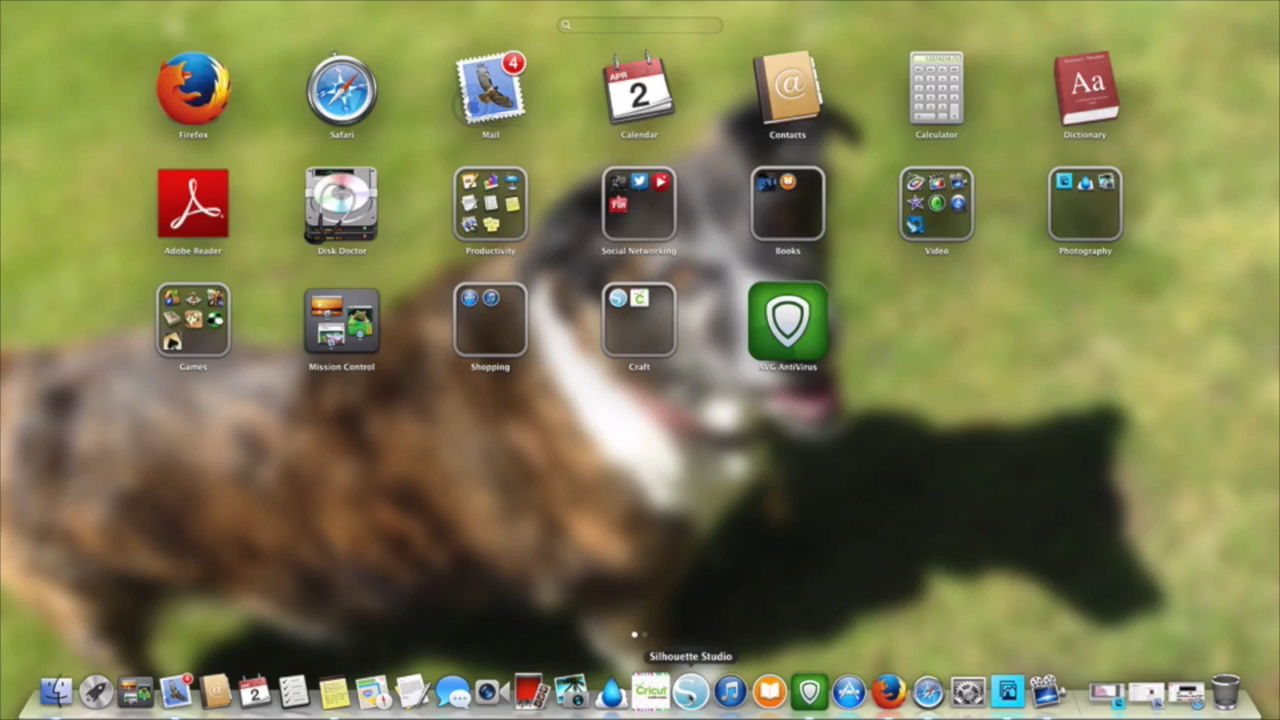 4
APR
2
@
Aa
Firefox
Safari
Mail
Calendar
Contacts
Calculator
Dictionary
Adobe Reader
Disk Doctor
Productivity
Social Networking
Books
Video
Photography
Games
Mission Control
Shopping
Craft
AVG AntiVirus
Silhouette Studio
4
2
Cricut